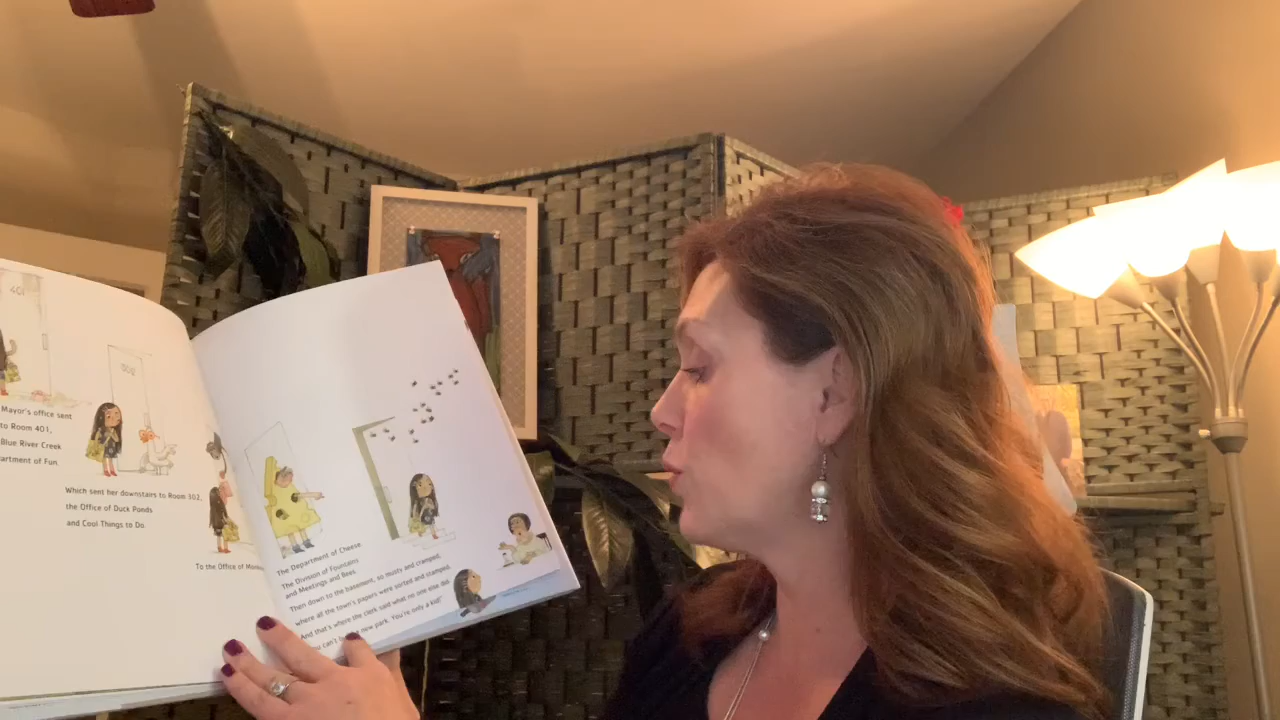 401
302
Mayor's office sent
to Room 401,
Blue River Creek
artment of Fun.
Which sent her downstairs to Room 302,
the Office of Duck Ponds
and Cool Things to Do.
To the Office of
The Department of Cheese.
The Division of Fountains
and Meetings and Bees.
Then down to the basement, so musty and cramped,
where all the town's papers were sorted and stamped.
And that's where the clerk said what no one else did.
can't new park. You're only a kid!"